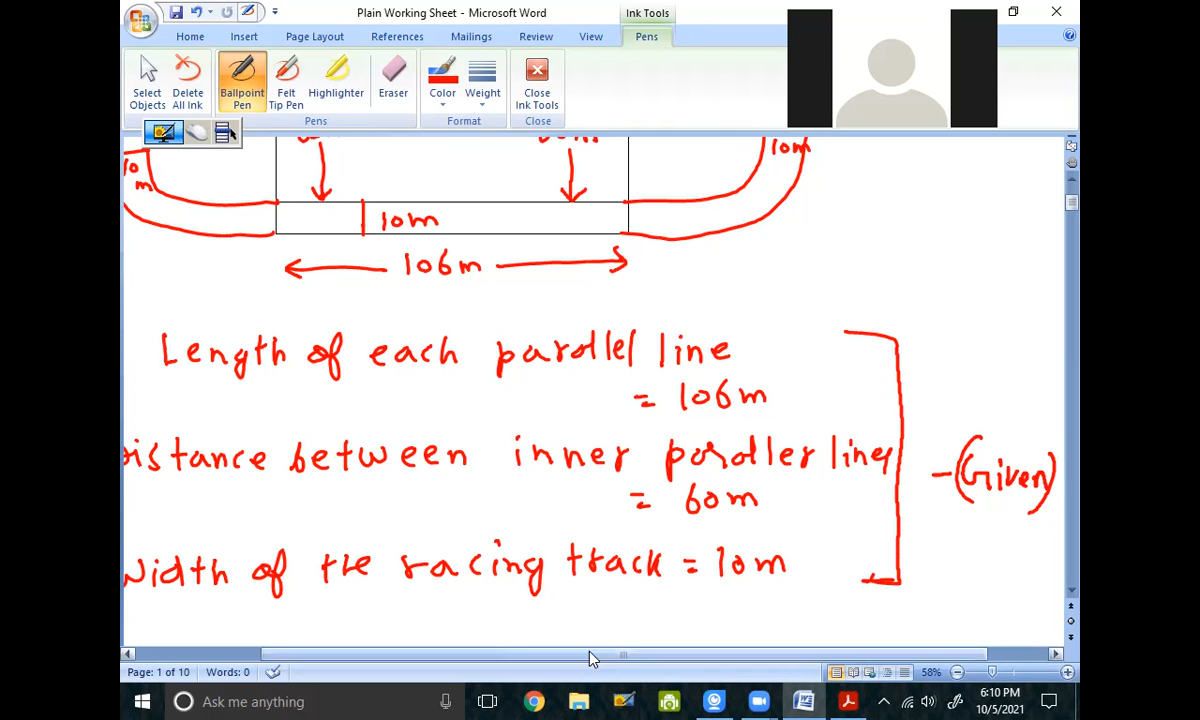 Plain Working Sheet - Microsoft Word
Ink Tools
Home Insert Page Layout References Mailings Review View Pens
Select Objects
Delete All Ink
Ballpoint Pen
Felt Tip Pen
Highlighter
Eraser
Color
Weight
Close Ink Tools
Pens
Format
Close
10 m
10m
10m
106m
Length of each parallel line
= 106m
Distance between inner paroller lines
= 60m
- (Given)
Width of the racing track = 10m
Page: 1 of 10 Words: 0
58%
Ask me anything
6:10 PM
10/5/2021